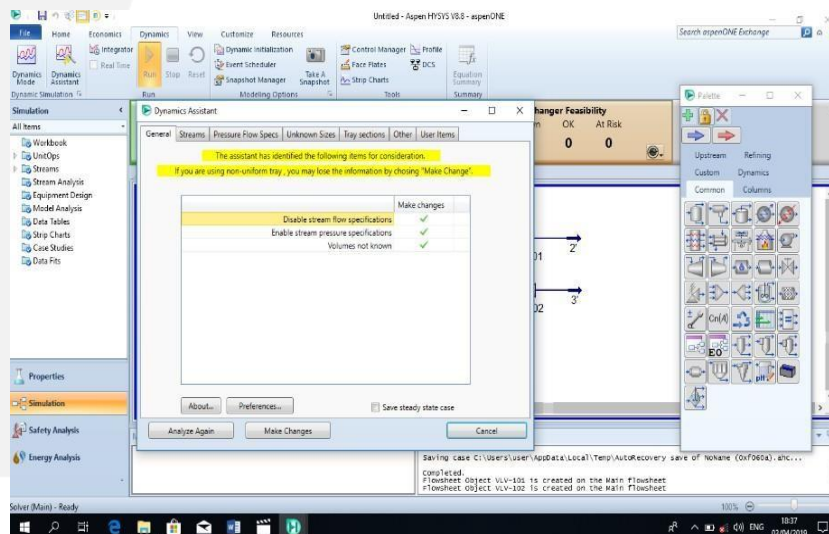 Untitled - Aspen HYSYS V8.8 - aspenONE
File Home Economics Dynamics View Customize Resources
Search aspenONE Exchange
Dynamics Mode
Dynamics Assistant
Integrator
Real Time
Run Stop Reset
Dynamic Initialization
Event Scheduler
Snapshot Manager
Take A Snapshot
Control Manager
Profile
Face Plates
DCS
Strip Charts
Equation Summary
Dynamic Simulation
Run
Modeling Options
Tools
Summary
Simulation
All Items
Workbook
UnitOps
Streams
Stream Analysis
Equipment Design
Model Analysis
Data Tables
Strip Charts
Case Studies
Data Fits
Properties
Simulation
Safety Analysis
Energy Analysis
Dynamics Assistant
General Streams Pressure Flow Specs Unknown Sizes Tray sections Other User Items
The assistant has identified the following items for consideration.
If you are using non-uniform tray , you may lose the information by chosing "Make Change".
Make changes
Disable stream flow specifications
Enable stream pressure specifications
Volumes not known
About... Preferences... Save steady state case
Analyze Again Make Changes Cancel
hanger Feasibility
OK At Risk
0 0
2'
3'
Palette
Upstream Refining
Custom Dynamics
Common Columns
Cn(A)
EO
pH
Saving case C:\Users\user\AppData\Local\Temp\AutoRecovery save of NoName (0xf060a).ahc...
Completed.
Flowsheet Object VLV-101 is created on the Main flowsheet
Flowsheet Object VLV-102 is created on the Main flowsheet
Solver (Main) - Ready
100%
ENG
18:37
02/04/2019